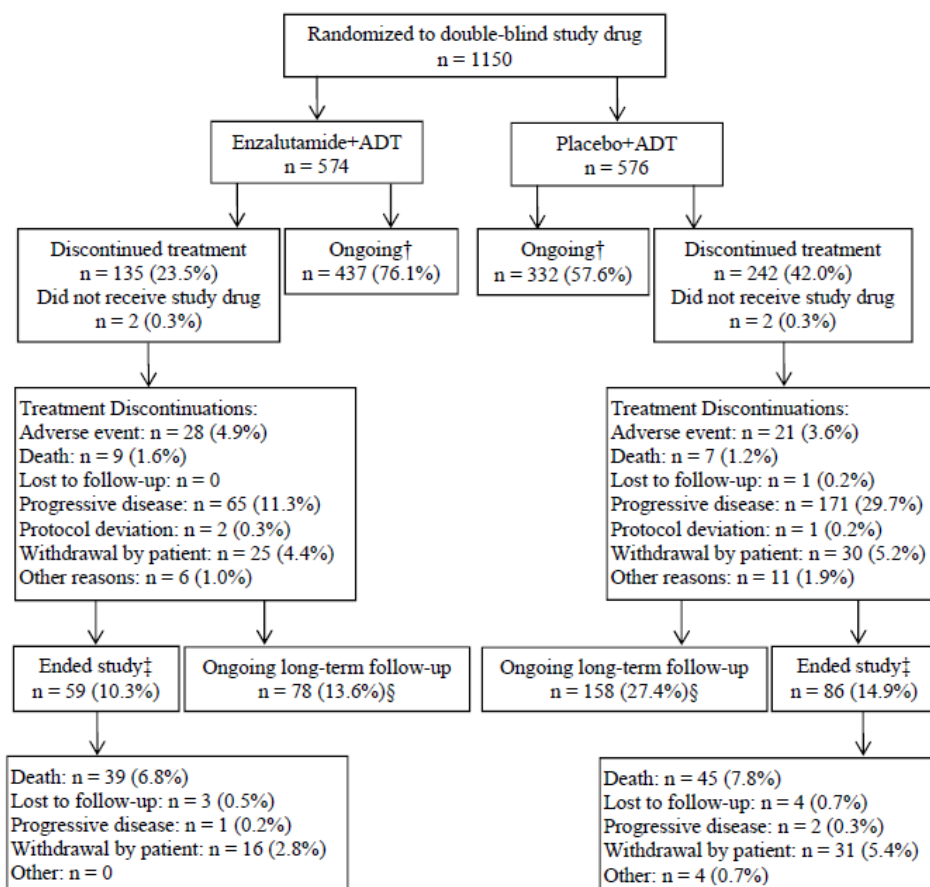 Randomized to double-blind study drug
n = 1150
Enzalutamide+ADT
n = 574
Placebo+ADT
n = 576
Discontinued treatment
n = 135 (23.5%)
Did not receive study drug
n = 2 (0.3%)
Ongoing†
n = 437 (76.1%)
Ongoing†
n = 332 (57.6%)
Discontinued treatment
n = 242 (42.0%)
Did not receive study drug
n = 2 (0.3%)
Treatment Discontinuations:
Adverse event: n = 28 (4.9%)
Death: n = 9 (1.6%)
Lost to follow-up: n = 0
Progressive disease: n = 65 (11.3%)
Protocol deviation: n = 2 (0.3%)
Withdrawal by patient: n = 25 (4.4%)
Other reasons: n = 6 (1.0%)
Treatment Discontinuations:
Adverse event: n = 21 (3.6%)
Death: n = 7 (1.2%)
Lost to follow-up: n = 1 (0.2%)
Progressive disease: n = 171 (29.7%)
Protocol deviation: n = 1 (0.2%)
Withdrawal by patient: n = 30 (5.2%)
Other reasons: n = 11 (1.9%)
Ended study‡
n = 59 (10.3%)
Ongoing long-term follow-up
n = 78 (13.6%)§
Ongoing long-term follow-up
n = 158 (27.4%)§
Ended study‡
n = 86 (14.9%)
Death: n = 39 (6.8%)
Lost to follow-up: n = 3 (0.5%)
Progressive disease: n = 1 (0.2%)
Withdrawal by patient: n = 16 (2.8%)
Other: n = 0
Death: n = 45 (7.8%)
Lost to follow-up: n = 4 (0.7%)
Progressive disease: n = 2 (0.3%)
Withdrawal by patient: n = 31 (5.4%)
Other: n = 4 (0.7%)